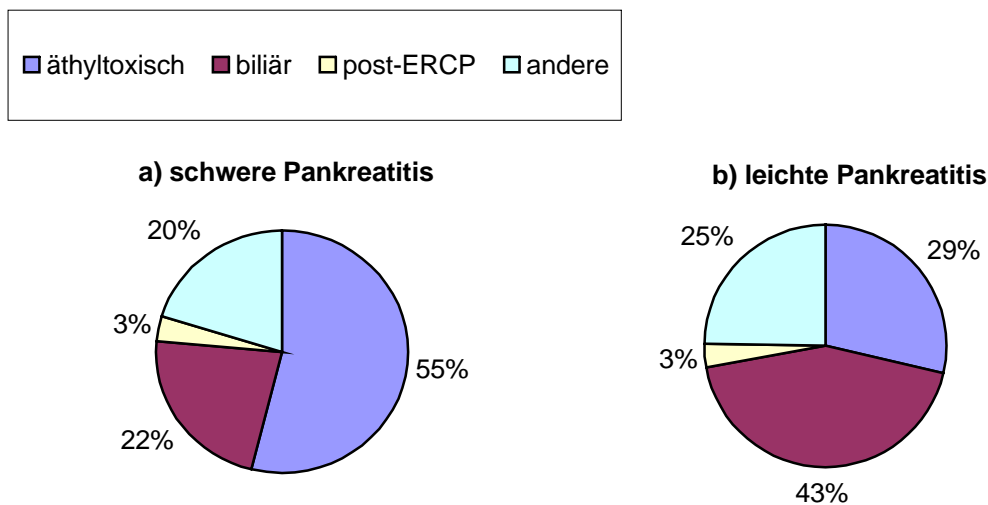 äthyltoxisch biliär post-ERCP andere
a) schwere Pankreatitis
20%
3%
55%
22%
b) leichte Pankreatitis
25%
29%
3%
43%